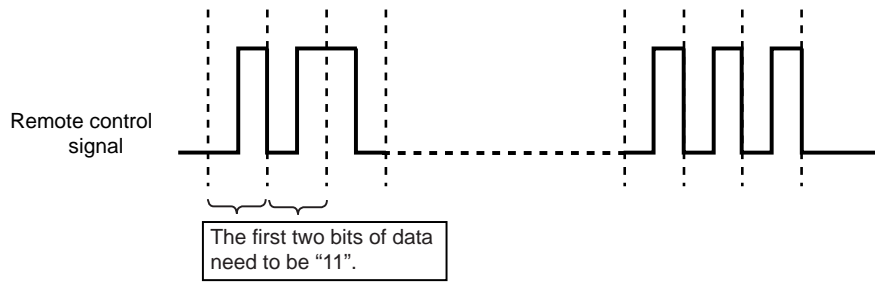 Remote control
signal
The first two bits of data
need to be “11”.